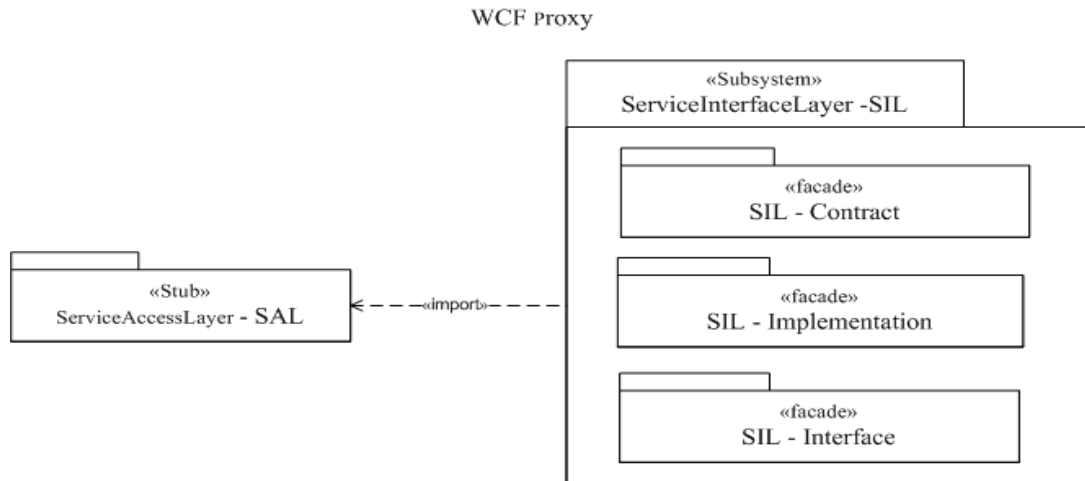 WCF Proxy
«Subsystem»
ServiceInterfaceLayer -SIL
«facade»
SIL - Contract
«Stub»
ServiceAccessLayer - SAL
«import»
«facade»
SIL - Implementation
«facade»
SIL - Interface